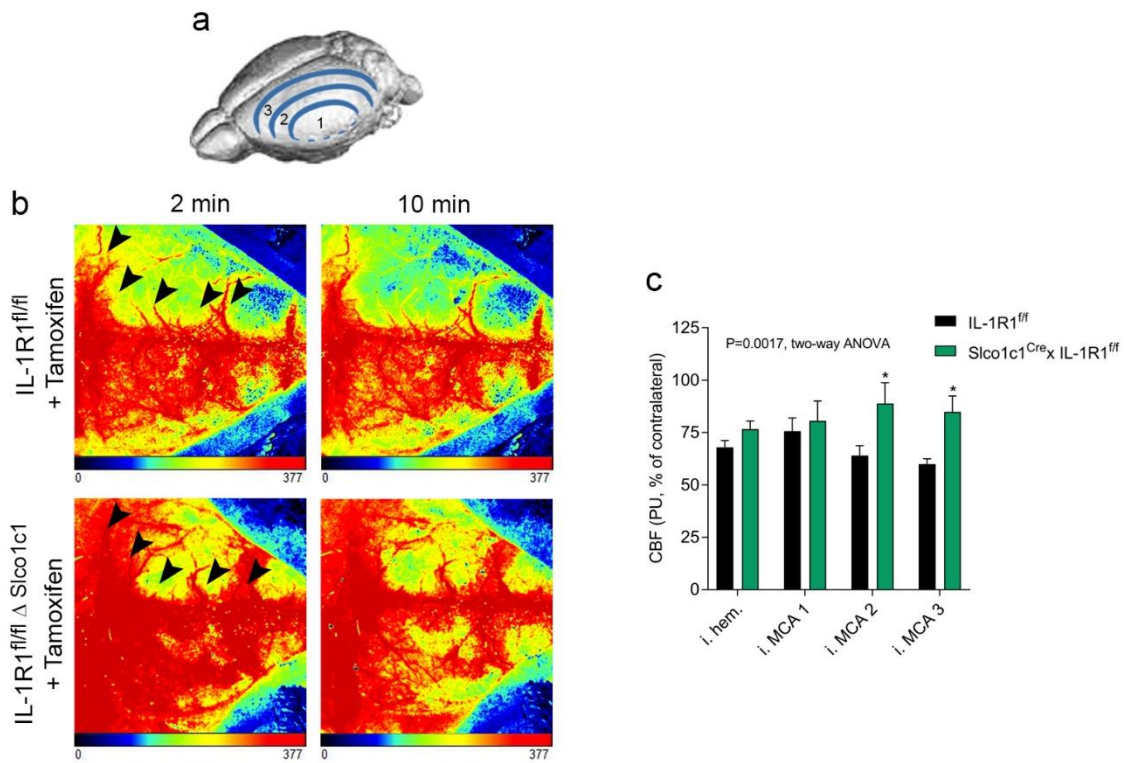 a
3
2
1
b
2 min
10 min
IL-1R1fl/fl
+ Tamoxifen
0
377
0
377
IL-1R1fl/fl Δ Slco1c1
+ Tamoxifen
0
377
0
377
c
IL-1R1f/f
Slco1c1Crex IL-1R1f/f
P=0.0017, two-way ANOVA
CBF (PU, % of contralateral)
125
100
75
50
25
0
*
*
i. hem.
i. MCA 1
i. MCA 2
i. MCA 3